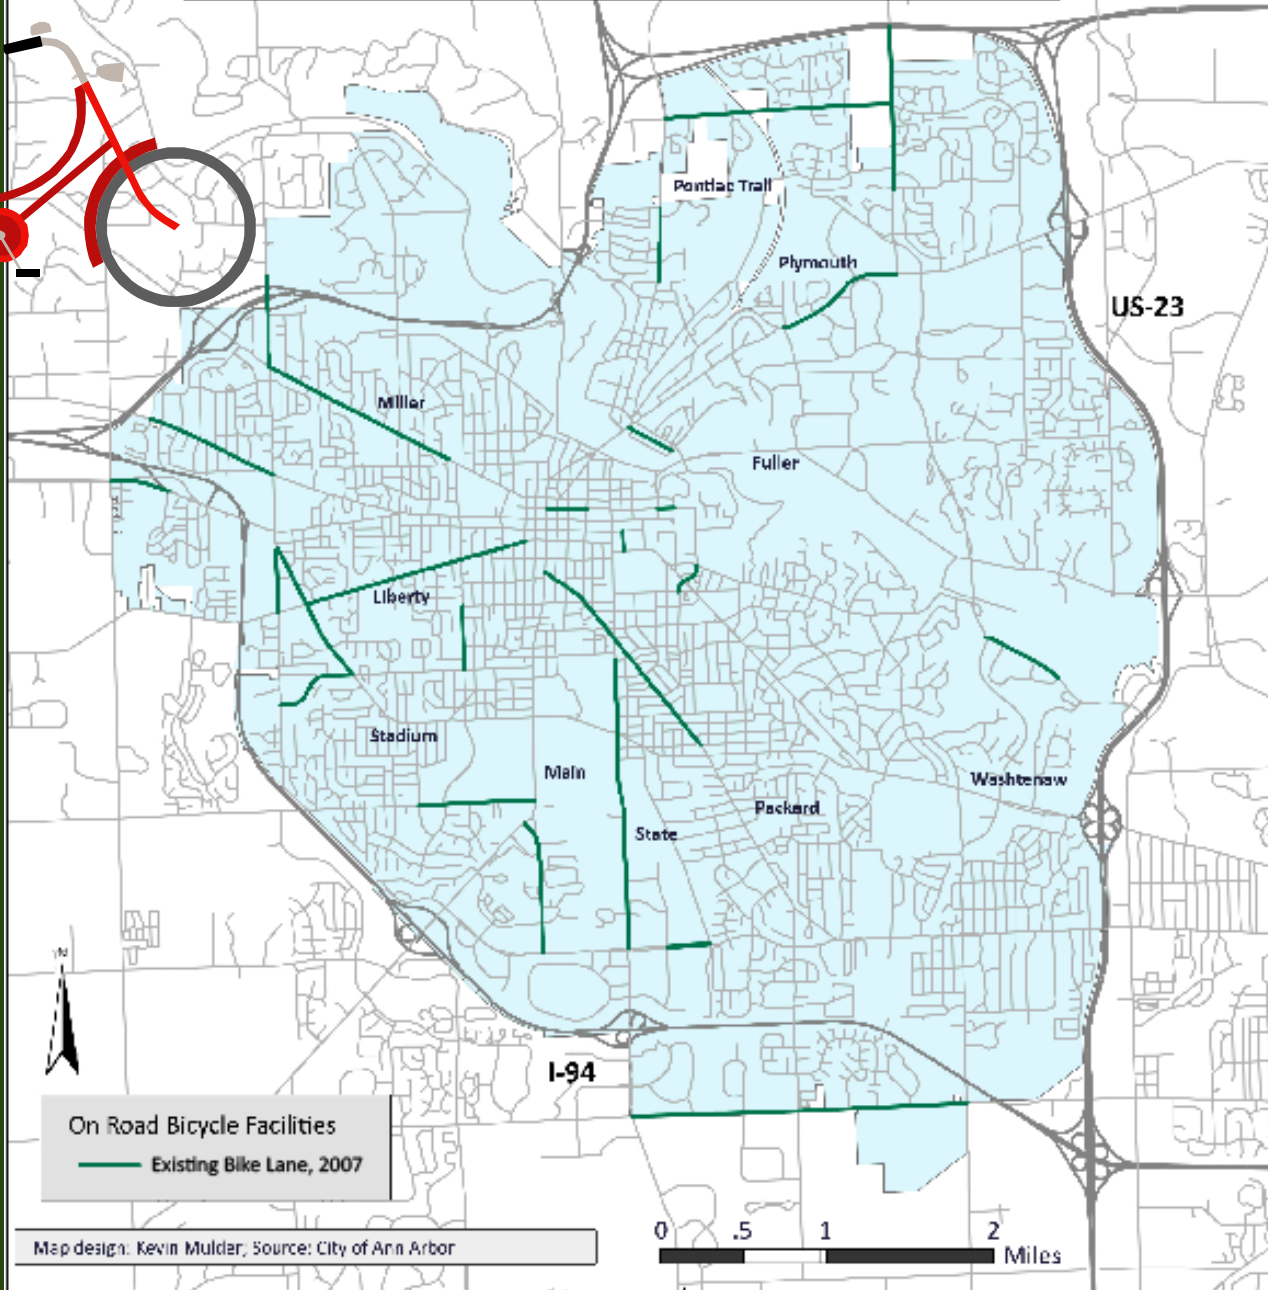 Pontiac Trail
Plymouth
US-23
Miller
Fuller
Liberty
Stadium
Main
Washtenaw
Packard
State
I-94
N
On Road Bicycle Facilities
Existing Bike Lane, 2007
0 .5 1 2
Miles
Map design: Kevin Mulder; Source: City of Ann Arbor